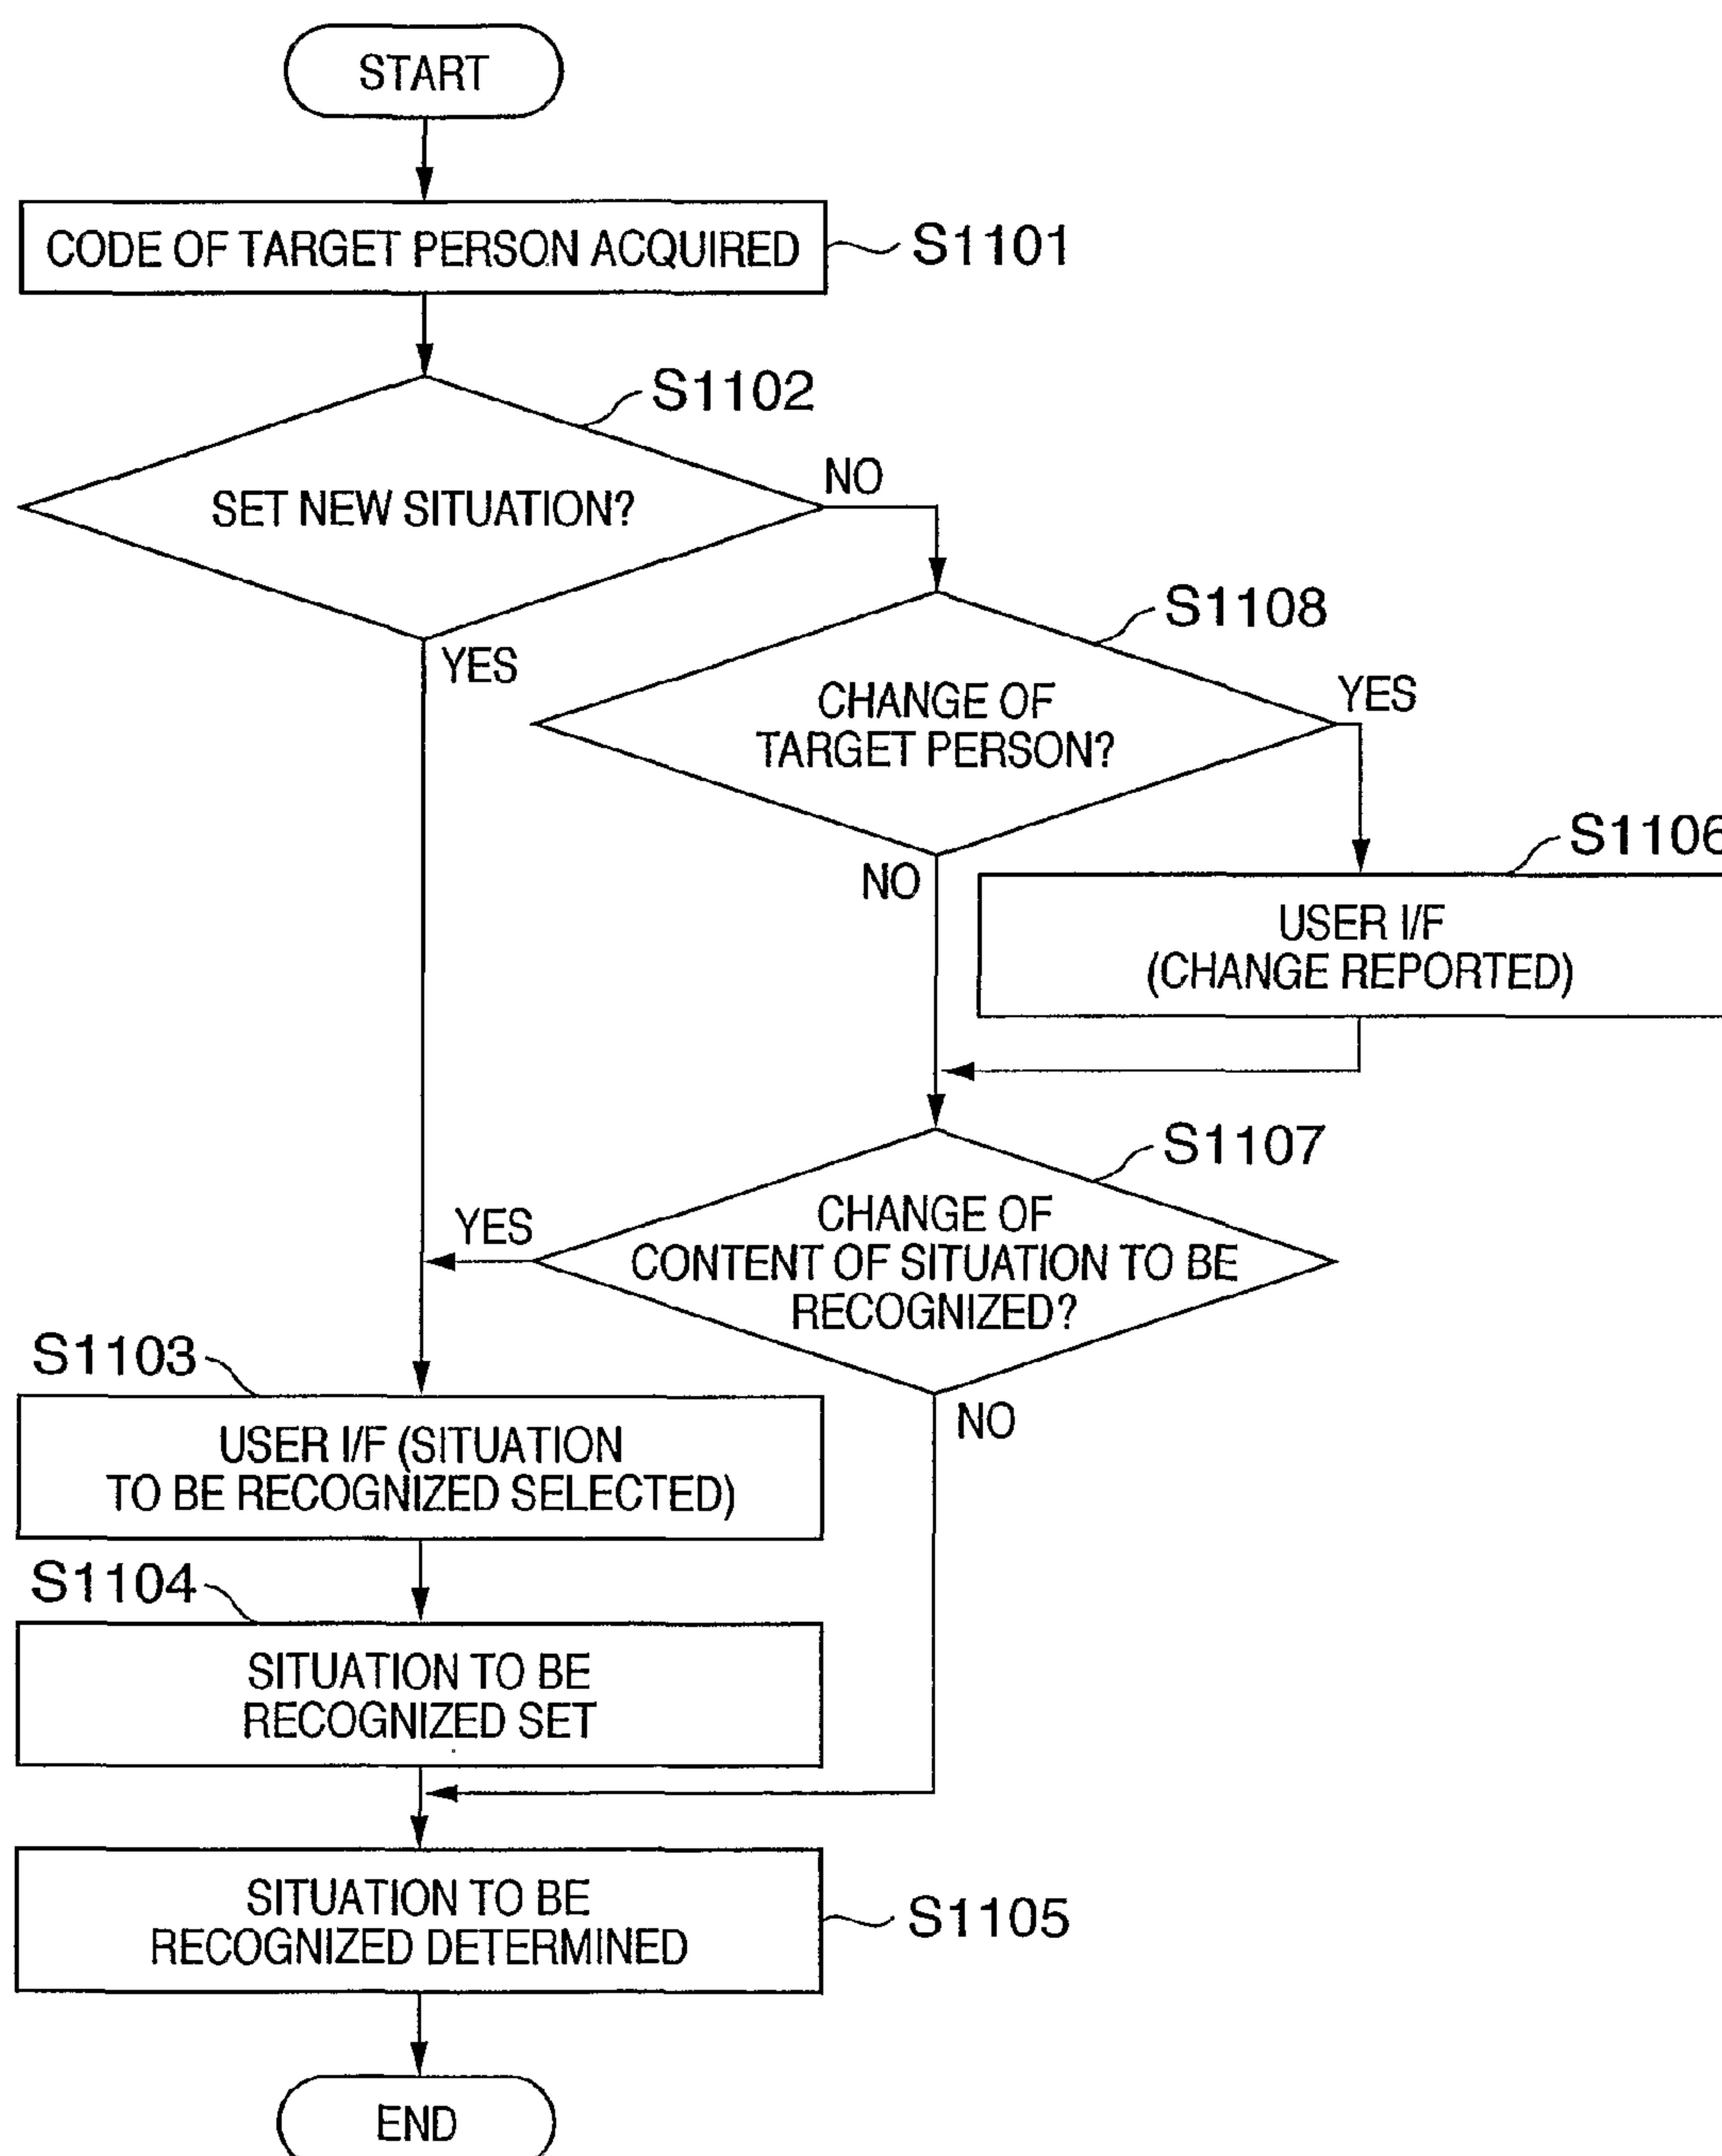 START
CODE OF TARGET PERSON ACQUIRED
S1101
S1102
SET NEW SITUATION?
NO
YES
S1108
CHANGE OF
TARGET PERSON?
YES
NO
S1106
USER I/F
(CHANGE REPORTED)
S1107
CHANGE OF
CONTENT OF SITUATION TO BE
RECOGNIZED?
YES
NO
S1103
USER I/F (SITUATION
TO BE RECOGNIZED SELECTED)
S1104
SITUATION TO BE
RECOGNIZED SET
SITUATION TO BE
RECOGNIZED DETERMINED
S1105
END